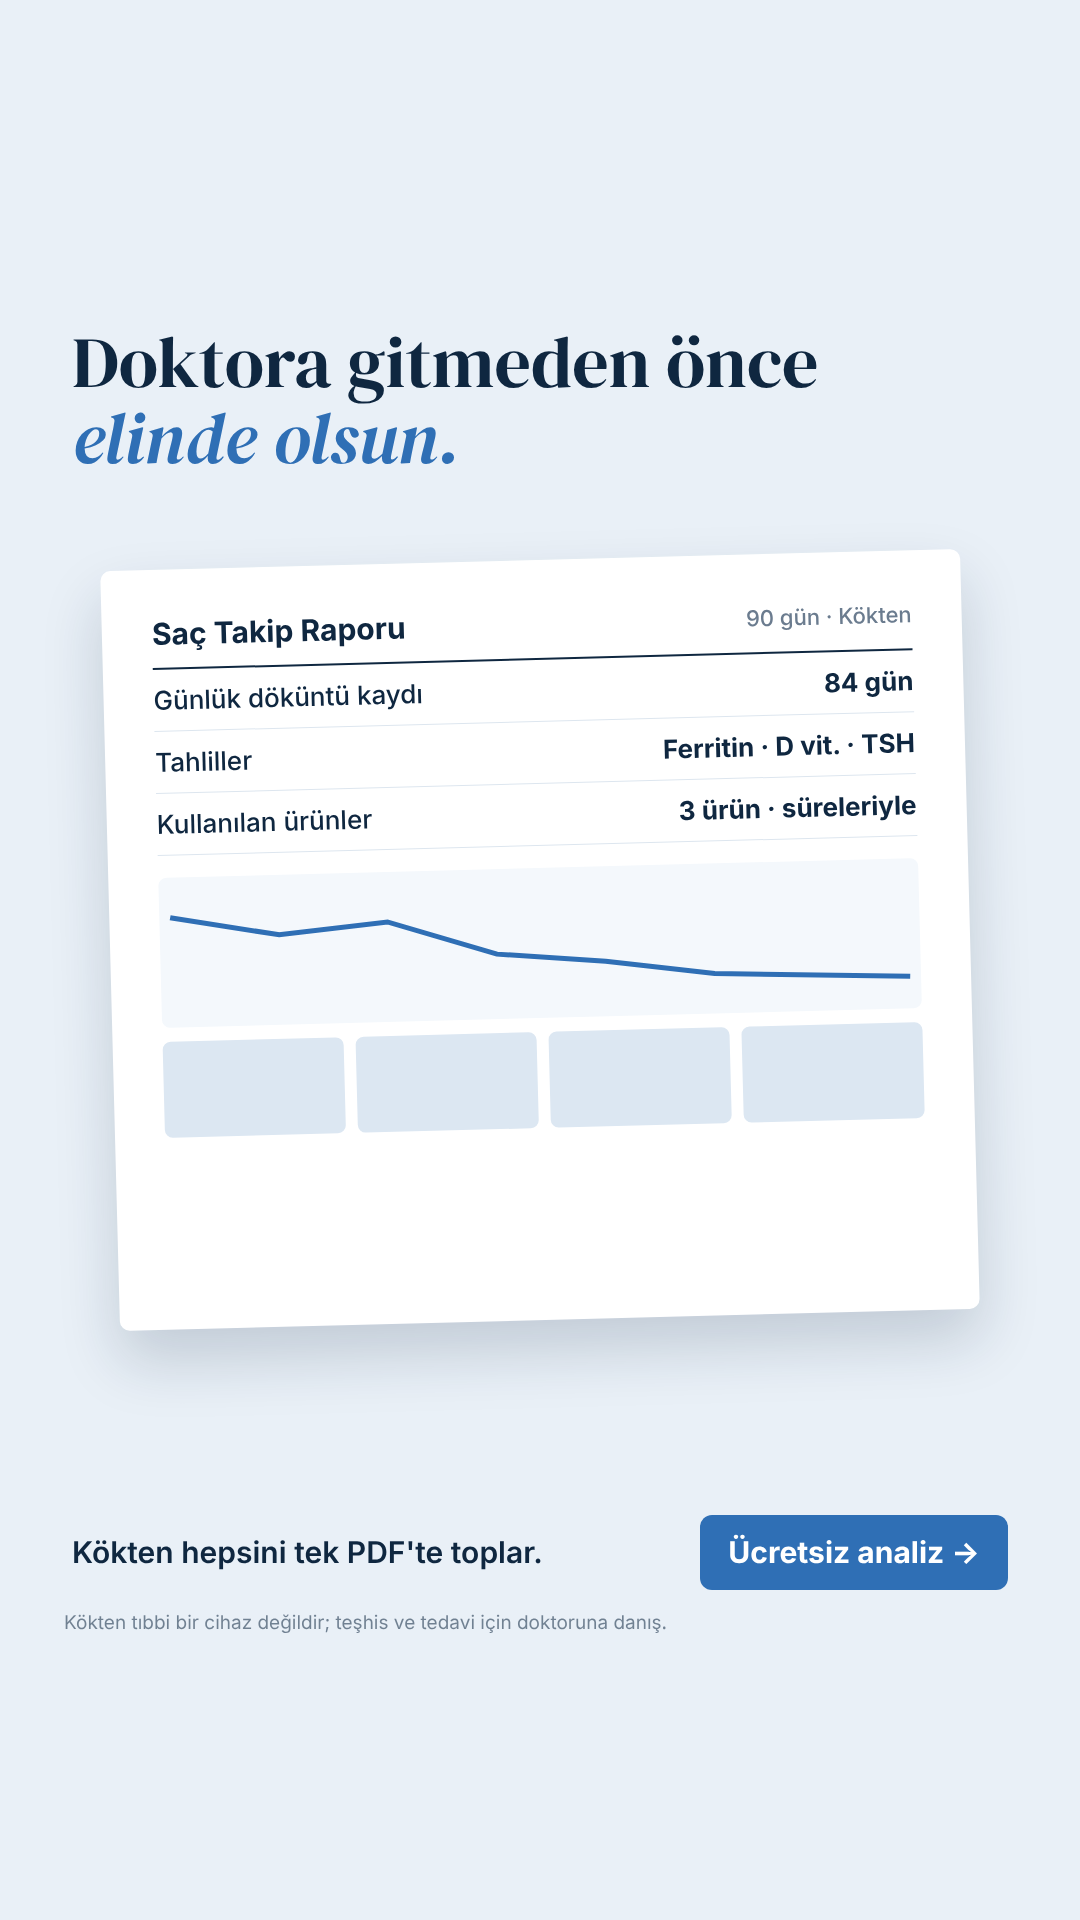 Doktora gitmeden önce
elinde olsun.
Saç Takip Raporu
90 gün · Kökten
Günlük döküntü kaydı
84 gün
Tahliller
Ferritin · D vit. · TSH
Kullanılan ürünler
3 ürün · süreleriyle
Kökten hepsini tek PDF'te toplar.
Ücretsiz analiz →
Kökten tıbbi bir cihaz değildir; teşhis ve tedavi için doktoruna danış.